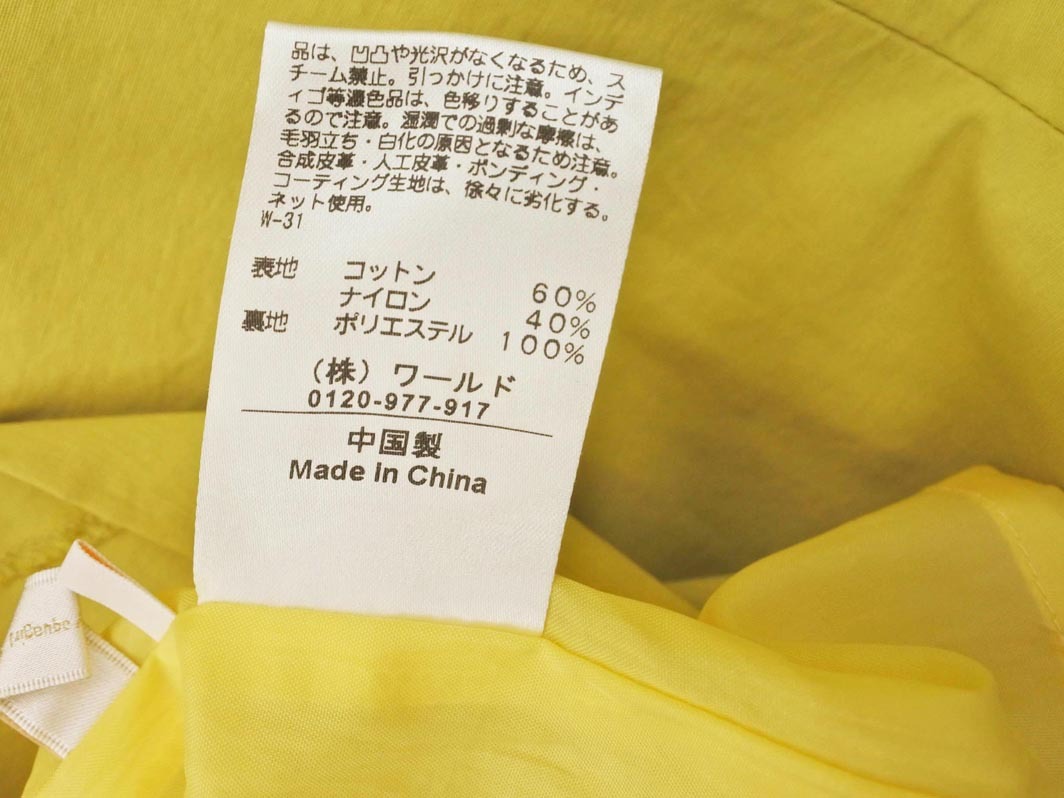 品は、凹凸や光沢がなくなるため、ス
チーム禁止。引っかけに注意。インデ
ィゴ等濃色品は、色移りすることがあ
るので注意。湿潤での過剰な摩擦は、
毛羽立ち・白化の原因となるため注意。
合成皮革・人工皮革・ボンディング・
コーティング生地は、徐々に劣化する。
ネット使用。
W-31
表地 コットン 60%
ナイロン 40%
裏地 ポリエステル 100%
（株）ワールド
0120-977-917
中国製
Made In China